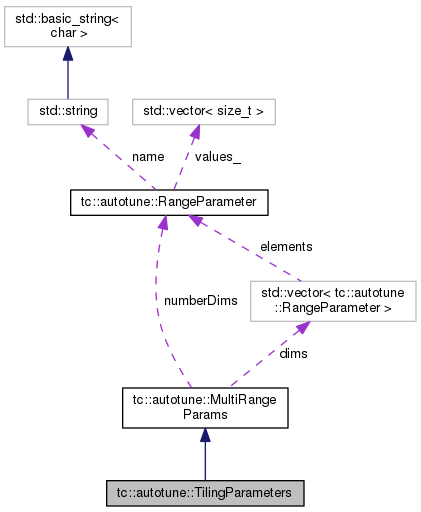 std::basic_string<
char >
std::string
std::vector< size_t >
name
values_
tc::autotune::RangeParameter
elements
numberDims
std::vector< tc::autotune
::RangeParameter >
dims
tc::autotune::MultiRange
Params
tc::autotune::TilingParameters